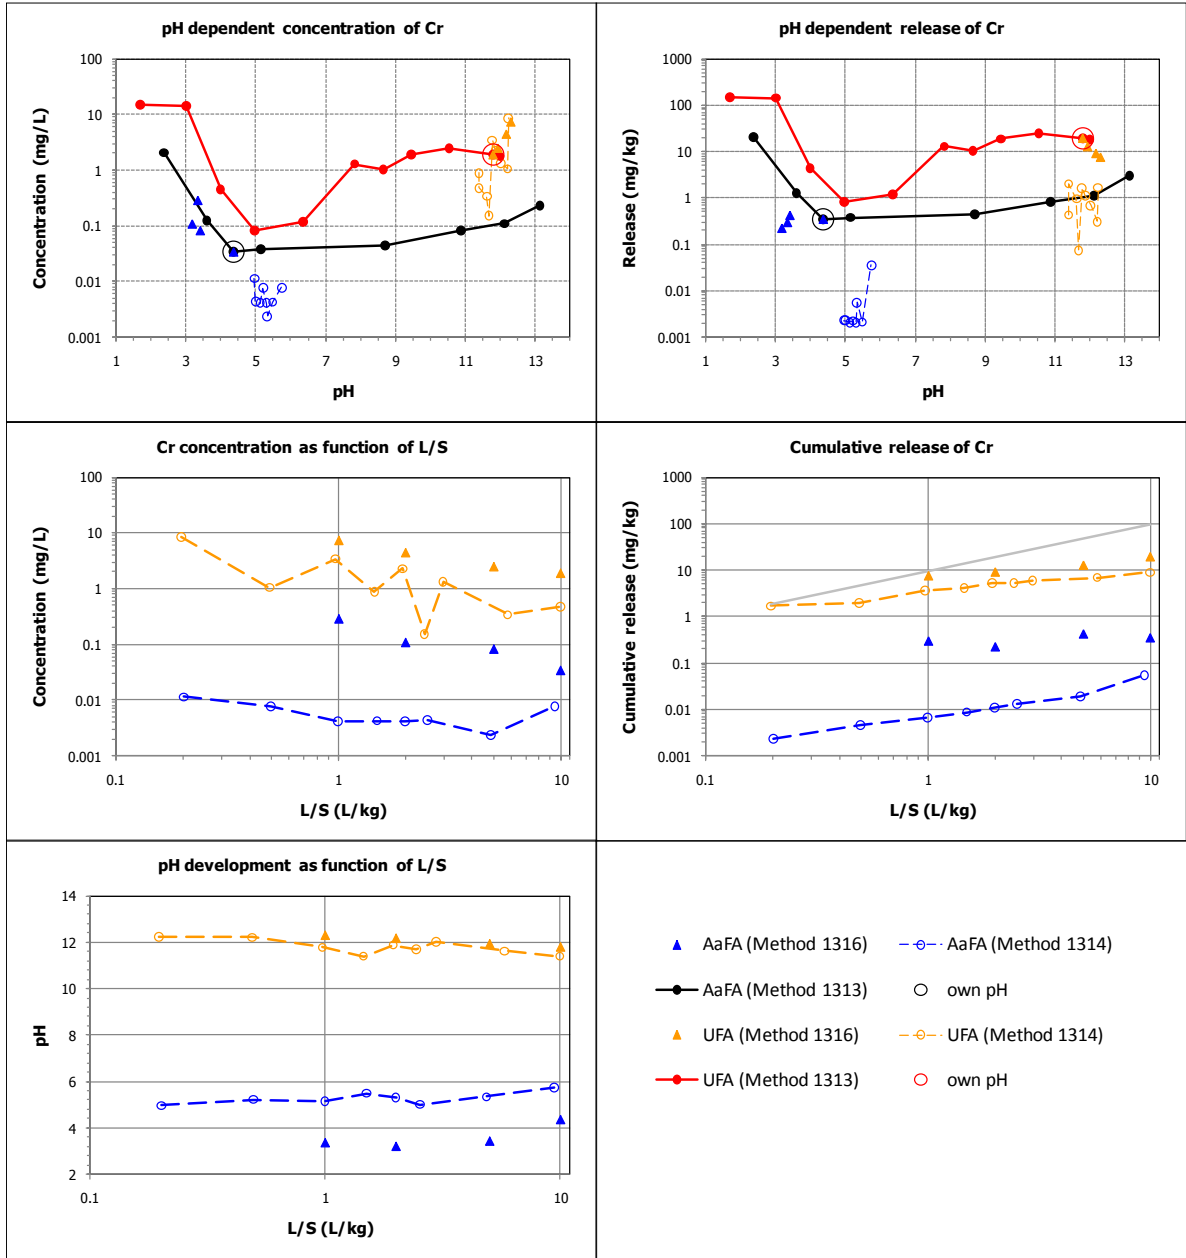 pH dependent concentration of Cr
Concentration (mg/L)
100
10
1
0.1
0.01
0.001
1 3 5 7 9 11 13
pH
pH dependent release of Cr
Release (mg/kg)
1000
100
10
1
0.1
0.01
0.001
1 3 5 7 9 11 13
pH
Cr concentration as function of L/S
Concentration (mg/L)
100
10
1
0.1
0.01
0.001
0.1 1 10
L/S (L/kg)
Cumulative release of Cr
Cumulative release (mg/kg)
1000
100
10
1
0.1
0.01
0.001
0.1 1 10
L/S (L/kg)
pH development as function of L/S
pH
14
12
10
8
6
4
2
0.1 1 10
L/S (L/kg)
AaFA (Method 1316) AaFA (Method 1314)
AaFA (Method 1313) own pH
UFA (Method 1316) UFA (Method 1314)
UFA (Method 1313) own pH